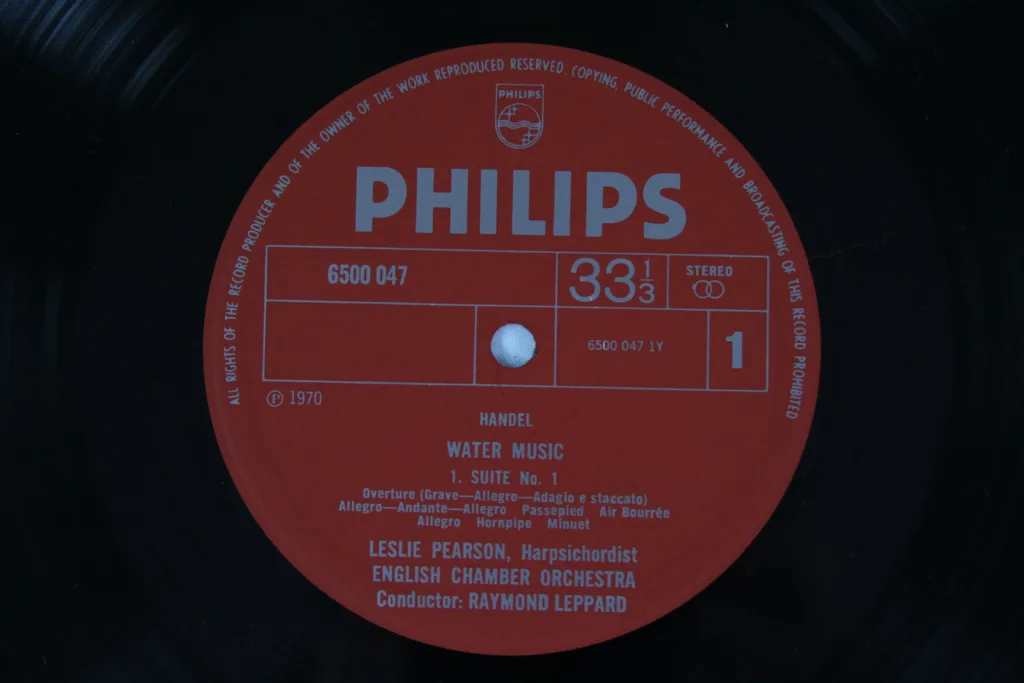 ALL RIGHTS OF THE RECORD PRODUCER AND OF THE OWNER OF THE WORK REPRODUCED RESERVED. COPYING, PUBLIC PERFORMANCE AND BROADCASTING OF THIS RECORD PROHIBITED
PHILIPS
PHILIPS
6500 047
33 1/3
STEREO
6500 047 1Y
1
Ⓟ 1970
HANDEL
WATER MUSIC
1. SUITE No. 1
Overture (Grave—Allegro—Adagio e staccato)
Allegro—Andante—Allegro Passepied Air Bourrêe
Allegro Hornpipe Minuet
LESLIE PEARSON, Harpsichordist
ENGLISH CHAMBER ORCHESTRA
Conductor: RAYMOND LEPPARD